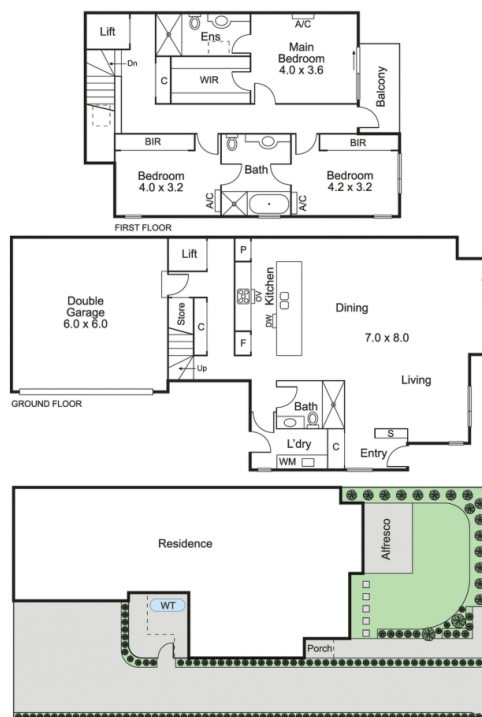 Lift
Ens
A/C
Main
Bedroom
4.0 x 3.6
Dn
C
WIR
Balcony
BIR
BIR
Bath
Bedroom
4.0 x 3.2
Bedroom
4.2 x 3.2
A/C
A/C
FIRST FLOOR
Lift
P
Double
Garage
6.0 x 6.0
Store
C
OV
Kitchen
DW
Dining
7.0 x 8.0
F
Up
Living
GROUND FLOOR
Bath
L'dry
C
S
Entry
WM
Residence
Alfresco
WT
Porch